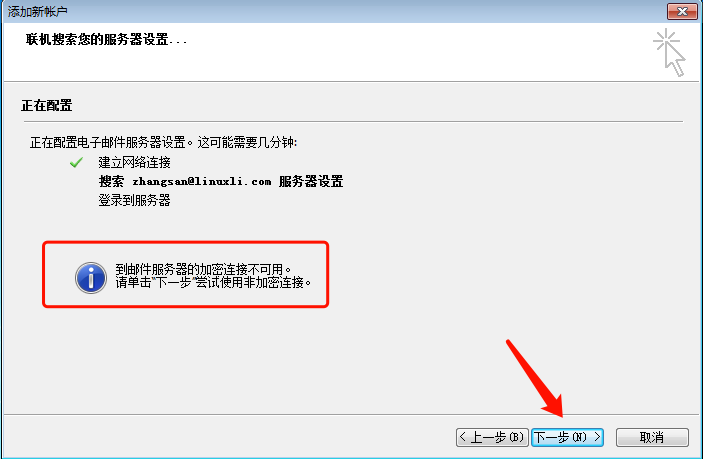 添加新帐户
联机搜索您的服务器设置...
正在配置
正在配置电子邮件服务器设置。这可能需要几分钟:
建立网络连接
搜索 zhangsan@linuxli.com 服务器设置
登录到服务器
到邮件服务器的加密连接不可用。
请单击“下一步”尝试使用非加密连接。
< 上一步(B) 下一步(N) > 取消